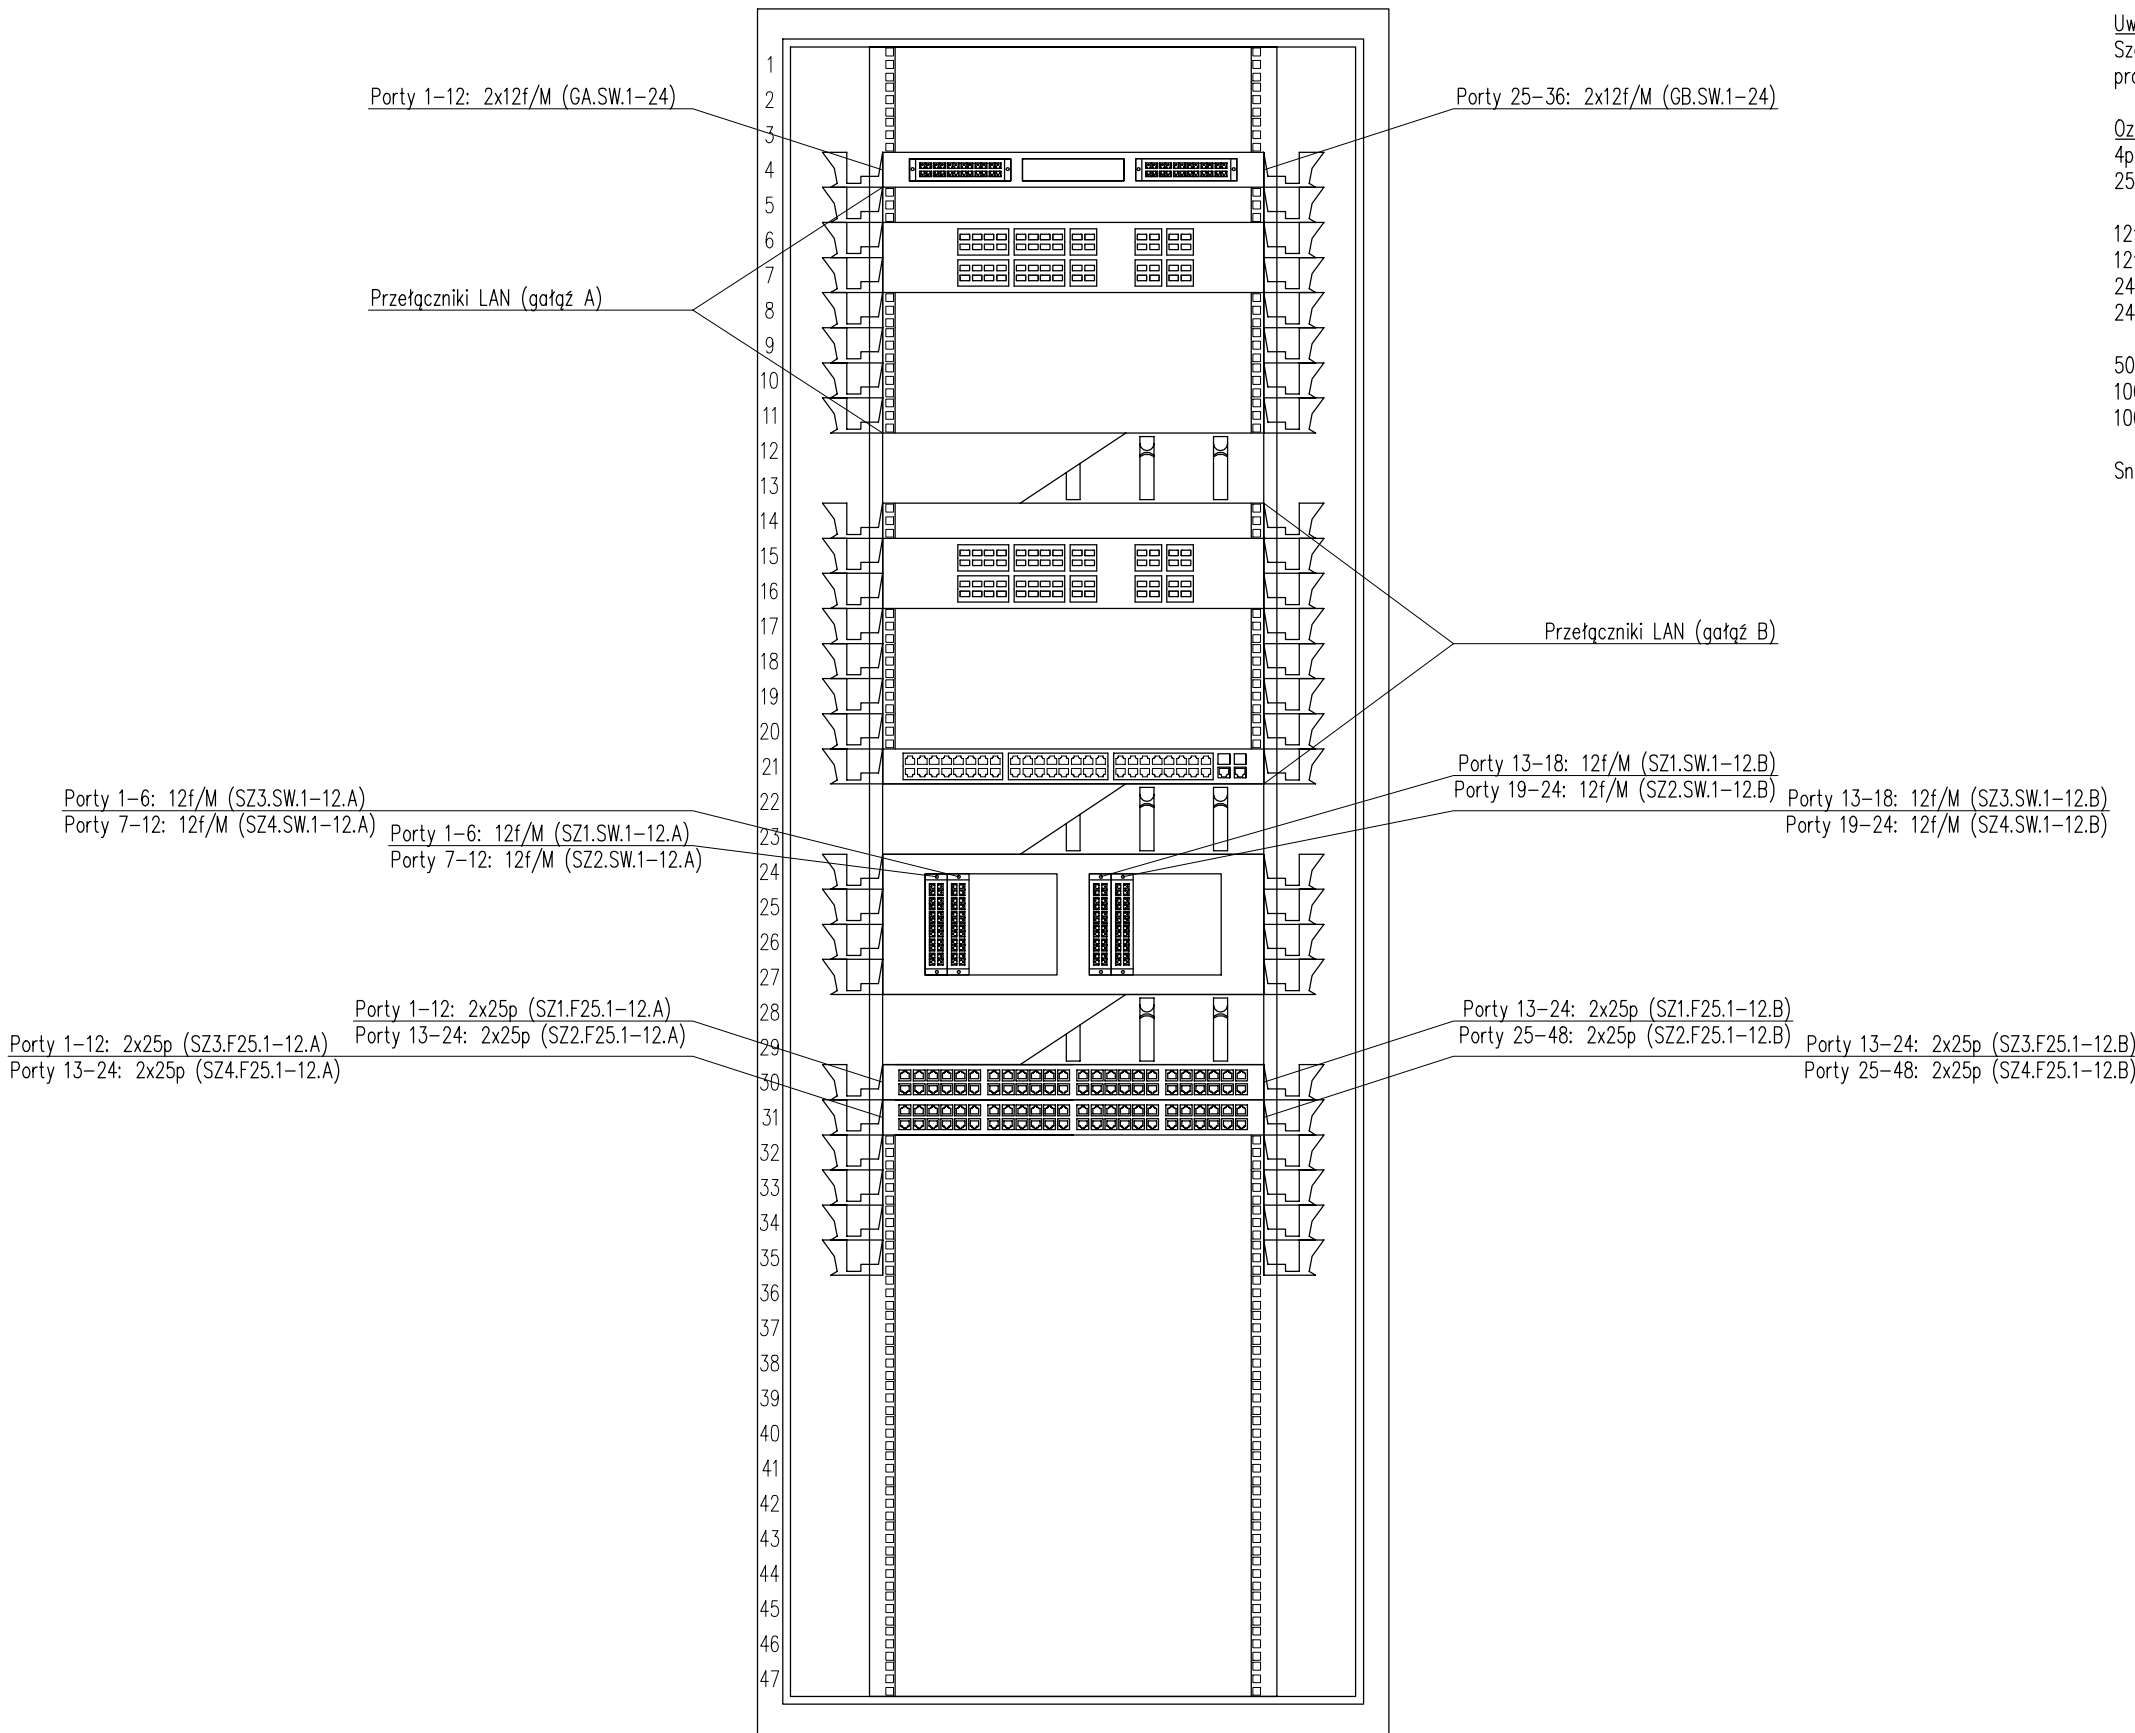 Porty 1-12: 2x12f/M (GA.SW.1-24)
Przełączniki LAN (gałąź A)
Porty 1-6: 12f/M (SZ3.SW.1-12.A)
Porty 7-12: 12f/M (SZ4.SW.1-12.A)
Porty 1-6: 12f/M (SZ1.SW.1-12.A)
Porty 7-12: 12f/M (SZ2.SW.1-12.A)
Porty 1-12: 2x25p (SZ1.F25.1-12.A)
Porty 13-24: 2x25p (SZ2.F25.1-12.A)
Porty 1-12: 2x25p (SZ3.F25.1-12.A)
Porty 13-24: 2x25p (SZ4.F25.1-12.A)
1
2
3
4
5
6
7
8
9
10
11
12
13
14
15
16
17
18
19
20
21
22
23
24
25
26
27
28
29
30
31
32
33
34
35
36
37
38
39
40
41
42
43
44
45
46
47
Porty 25-36: 2x12f/M (GB.SW.1-24)
Przełączniki LAN (gałąź B)
Porty 13-18: 12f/M (SZ1.SW.1-12.B)
Porty 19-24: 12f/M (SZ2.SW.1-12.B)
Porty 13-18: 12f/M (SZ3.SW.1-12.B)
Porty 19-24: 12f/M (SZ4.SW.1-12.B)
Porty 13-24: 2x25p (SZ1.F25.1-12.B)
Porty 25-48: 2x25p (SZ2.F25.1-12.B)
Porty 13-24: 2x25p (SZ3.F25.1-12.B)
Porty 25-48: 2x25p (SZ4.F25.1-12.B)